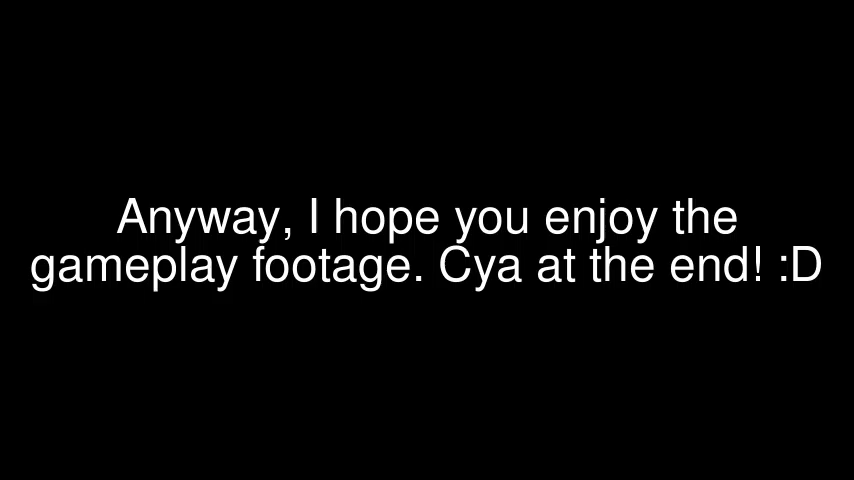 Anyway, I hope you enjoy the
gameplay footage. Cya at the end! :D